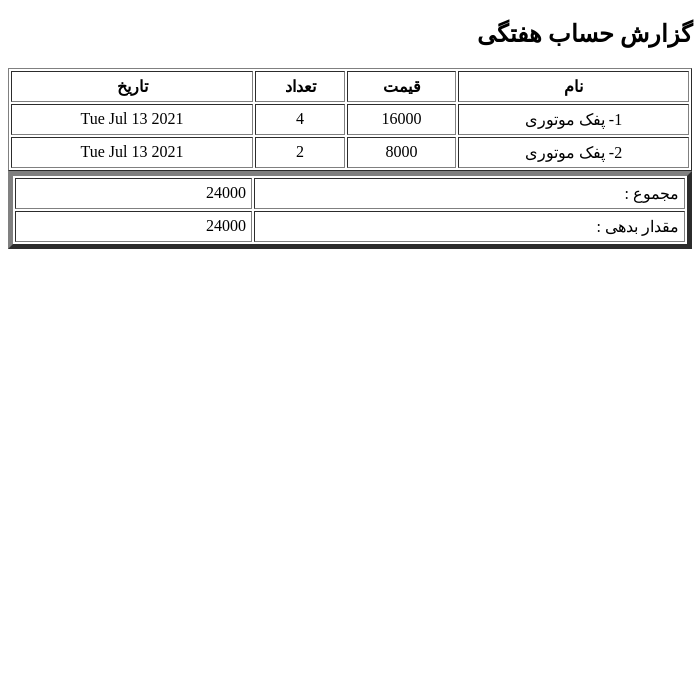 گزارش حساب هفتگی
نام قیمت تعداد تاریخ
1- پفک موتوری 16000 4 Tue Jul 13 2021
2- پفک موتوری 8000 2 Tue Jul 13 2021
مجموع : 24000
مقدار بدهی : 24000